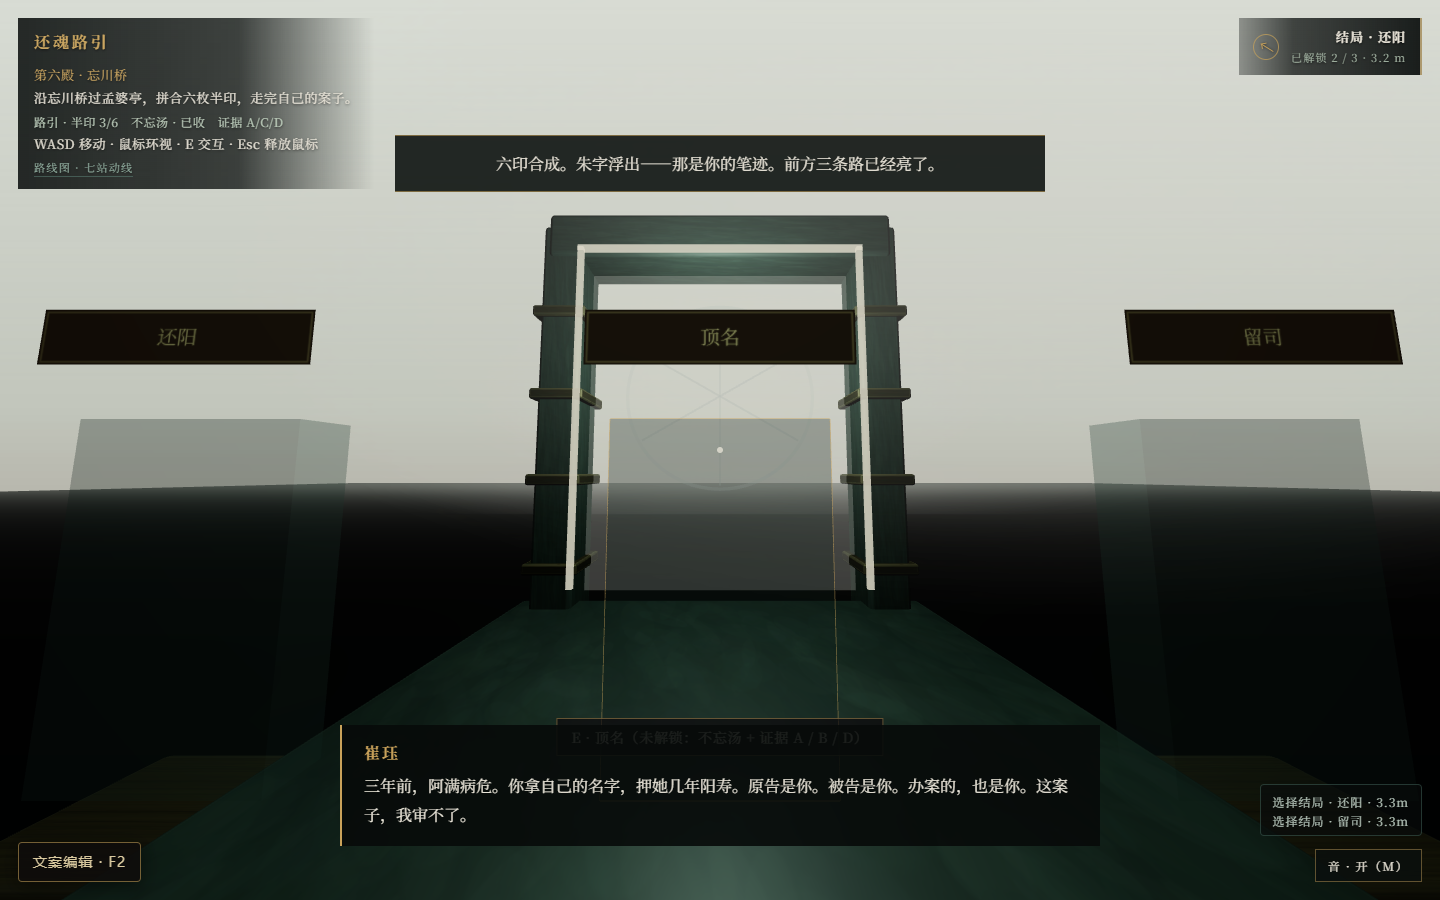 还魂路引
第六殿 · 忘川桥
沿忘川桥过孟婆亭，拼合六枚半印，走完自己的案子。
路引 · 半印 3/6 不忘汤 · 已收 证据 A/C/D
WASD 移动 · 鼠标环视 · E 交互 · Esc 释放鼠标
路线图 · 七站动线
结局 · 还阳
已解锁 2 / 3 · 3.2 m
六印合成。朱字浮出——那是你的笔迹。前方三条路已经亮了。
还阳
顶名
留司
E · 顶名（未解锁：不忘汤 + 证据 A / B / D）
崔珏
三年前，阿满病危。你拿自己的名字，押她几年阳寿。原告是你。被告是你。办案的，也是你。这案
子，我审不了。
选择结局 · 还阳 · 3.3m
选择结局 · 留司 · 3.3m
文案编辑 · F2
音 · 开（M）